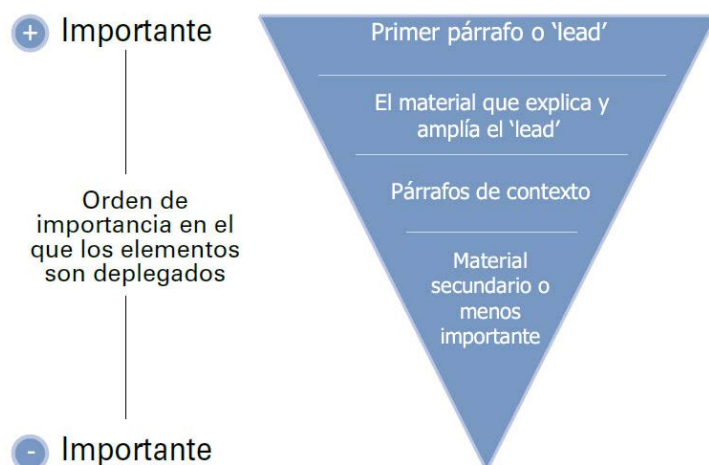 + Importante
Primer párrafo o ‘lead’
El material que explica y
amplía el ‘lead’
Párrafos de contexto
Orden de
importancia en el
que los elementos
son deplegados
Material
secundario o
menos
importante
- Importante